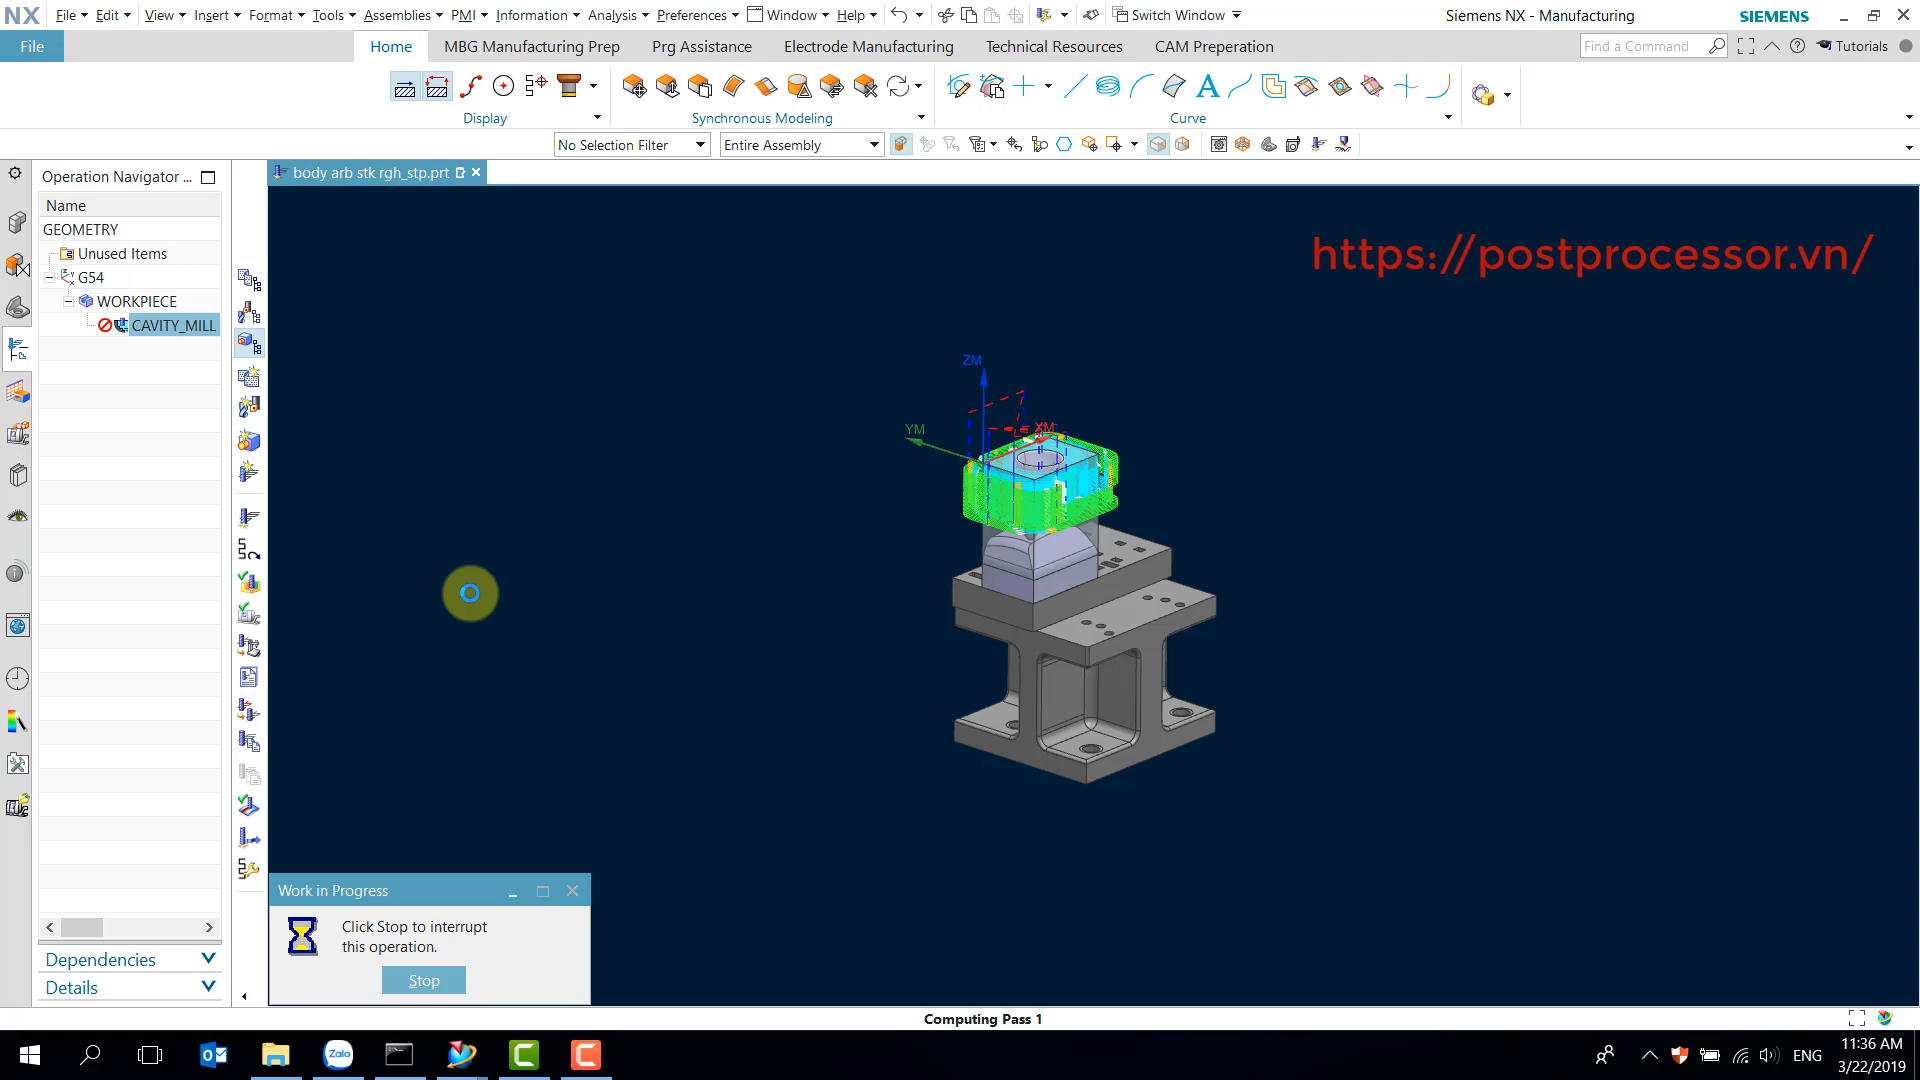 NX File Edit View Insert Format Tools Assemblies PMI Information Analysis Preferences Window Help Switch Window Siemens NX - Manufacturing SIEMENS
File Home MBG Manufacturing Prep Prg Assistance Electrode Manufacturing Technical Resources CAM Preperation Find a Command Tutorials
Display Synchronous Modeling Curve
No Selection Filter Entire Assembly
Operation Navigator ... body arb stk rgh_stp.prt
Name
GEOMETRY
Unused Items
G54
WORKPIECE
CAVITY_MILL
https://postprocessor.vn/
ZM
YM
XM
Work in Progress
Click Stop to interrupt
this operation.
Stop
Dependencies
Details
Computing Pass 1
Zalo
ENG
11:36 AM
3/22/2019